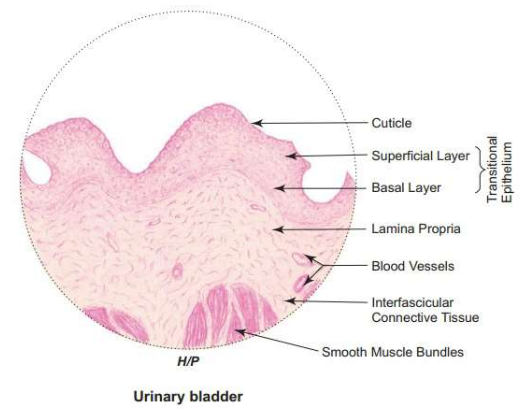 Cuticle
Superficial Layer
Basal Layer
Transitional
Epithelium
Lamina Propria
Blood Vessels
Interfascicular
Connective Tissue
Smooth Muscle Bundles
H/P
Urinary bladder